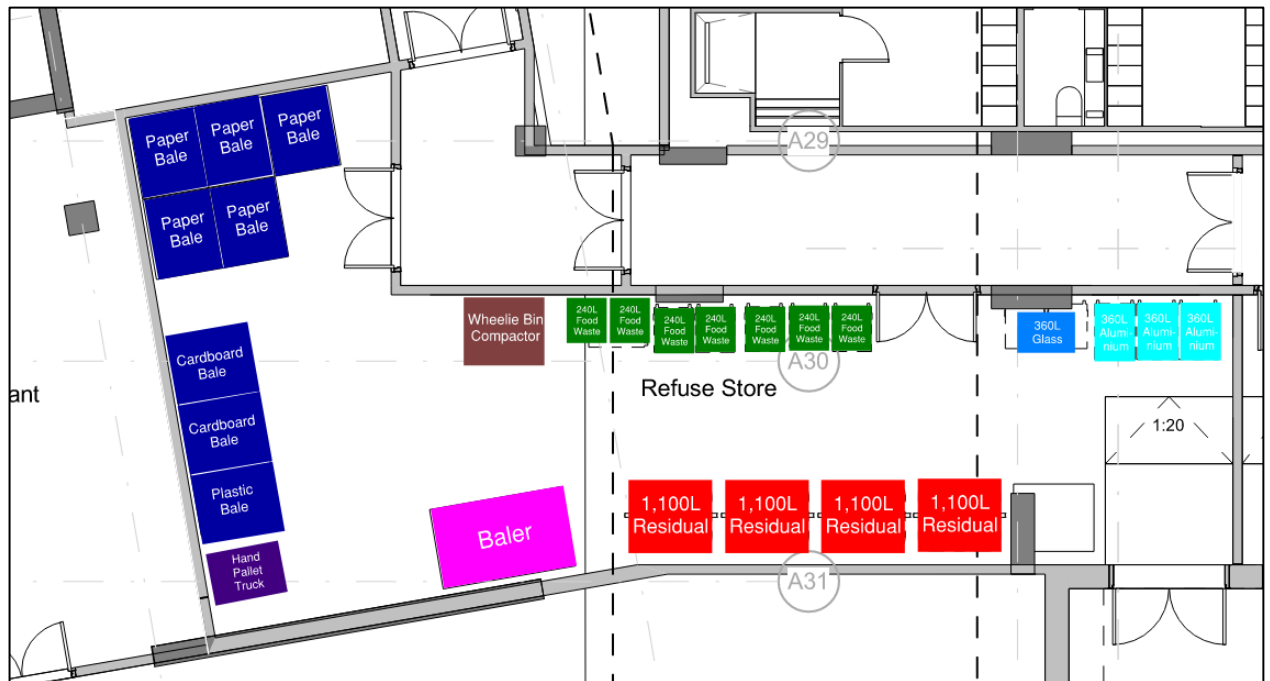 Paper
Bale
Paper
Bale
Paper
Bale
Paper
Bale
Paper
Bale
A29
Wheelie Bin
Compactor
240L
Food
Waste
240L
Food
Waste
240L
Food
Waste
240L
Food
Waste
240L
Food
Waste
240L
Food
Waste
240L
Food
Waste
360L
Glass
360L
Alumi-
nium
360L
Alumi-
nium
360L
Alumi-
nium
Cardboard
Bale
A30
ant
Refuse Store
1:20
Cardboard
Bale
Plastic
Bale
1,100L
Residual
1,100L
Residual
1,100L
Residual
1,100L
Residual
Baler
Hand
Pallet
Truck
A31